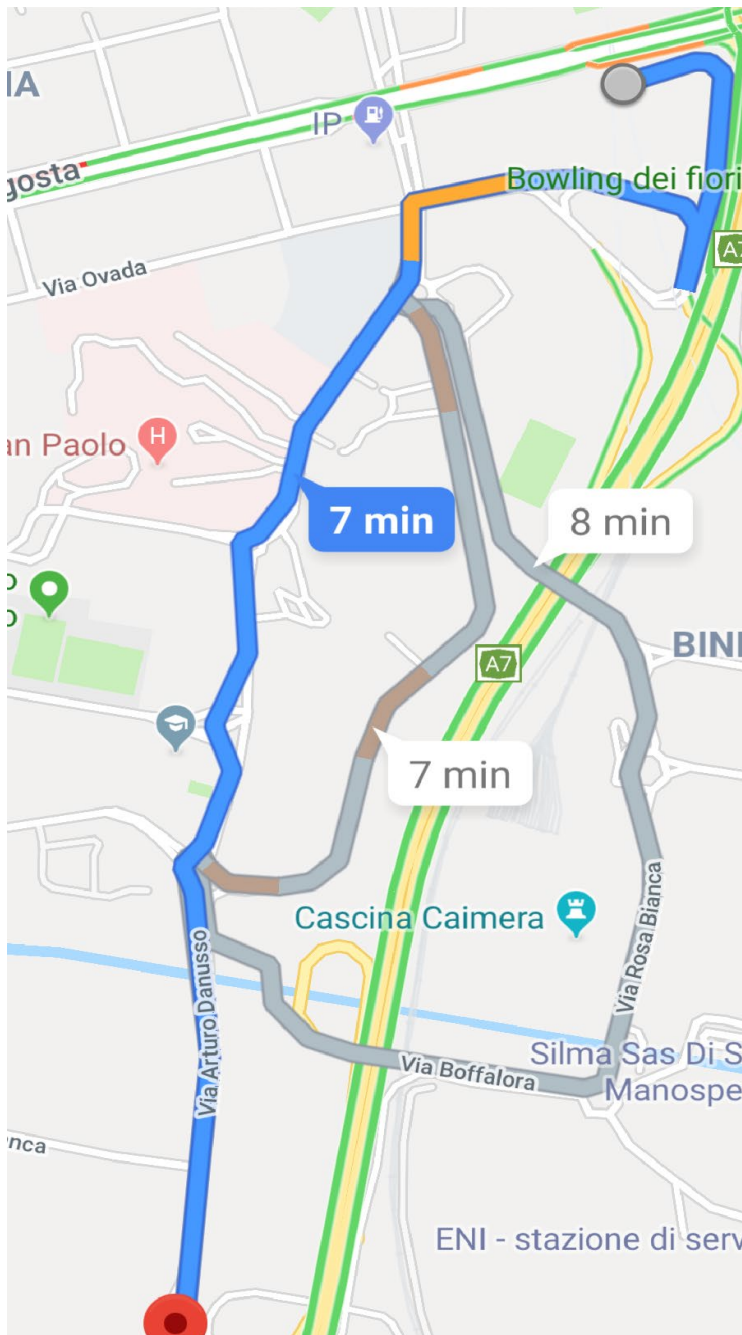 IA
IP
gosta
Bowling dei fiori
A7
Via Ovada
an Paolo
H
7 min
8 min
o
o
BINI
A7
7 min
Cascina Caimera
Via Rosa Bianca
Via Arturo Danusso
Silma Sas Di S
Manospe
Via Boffalora
nca
ENI - stazione di serv